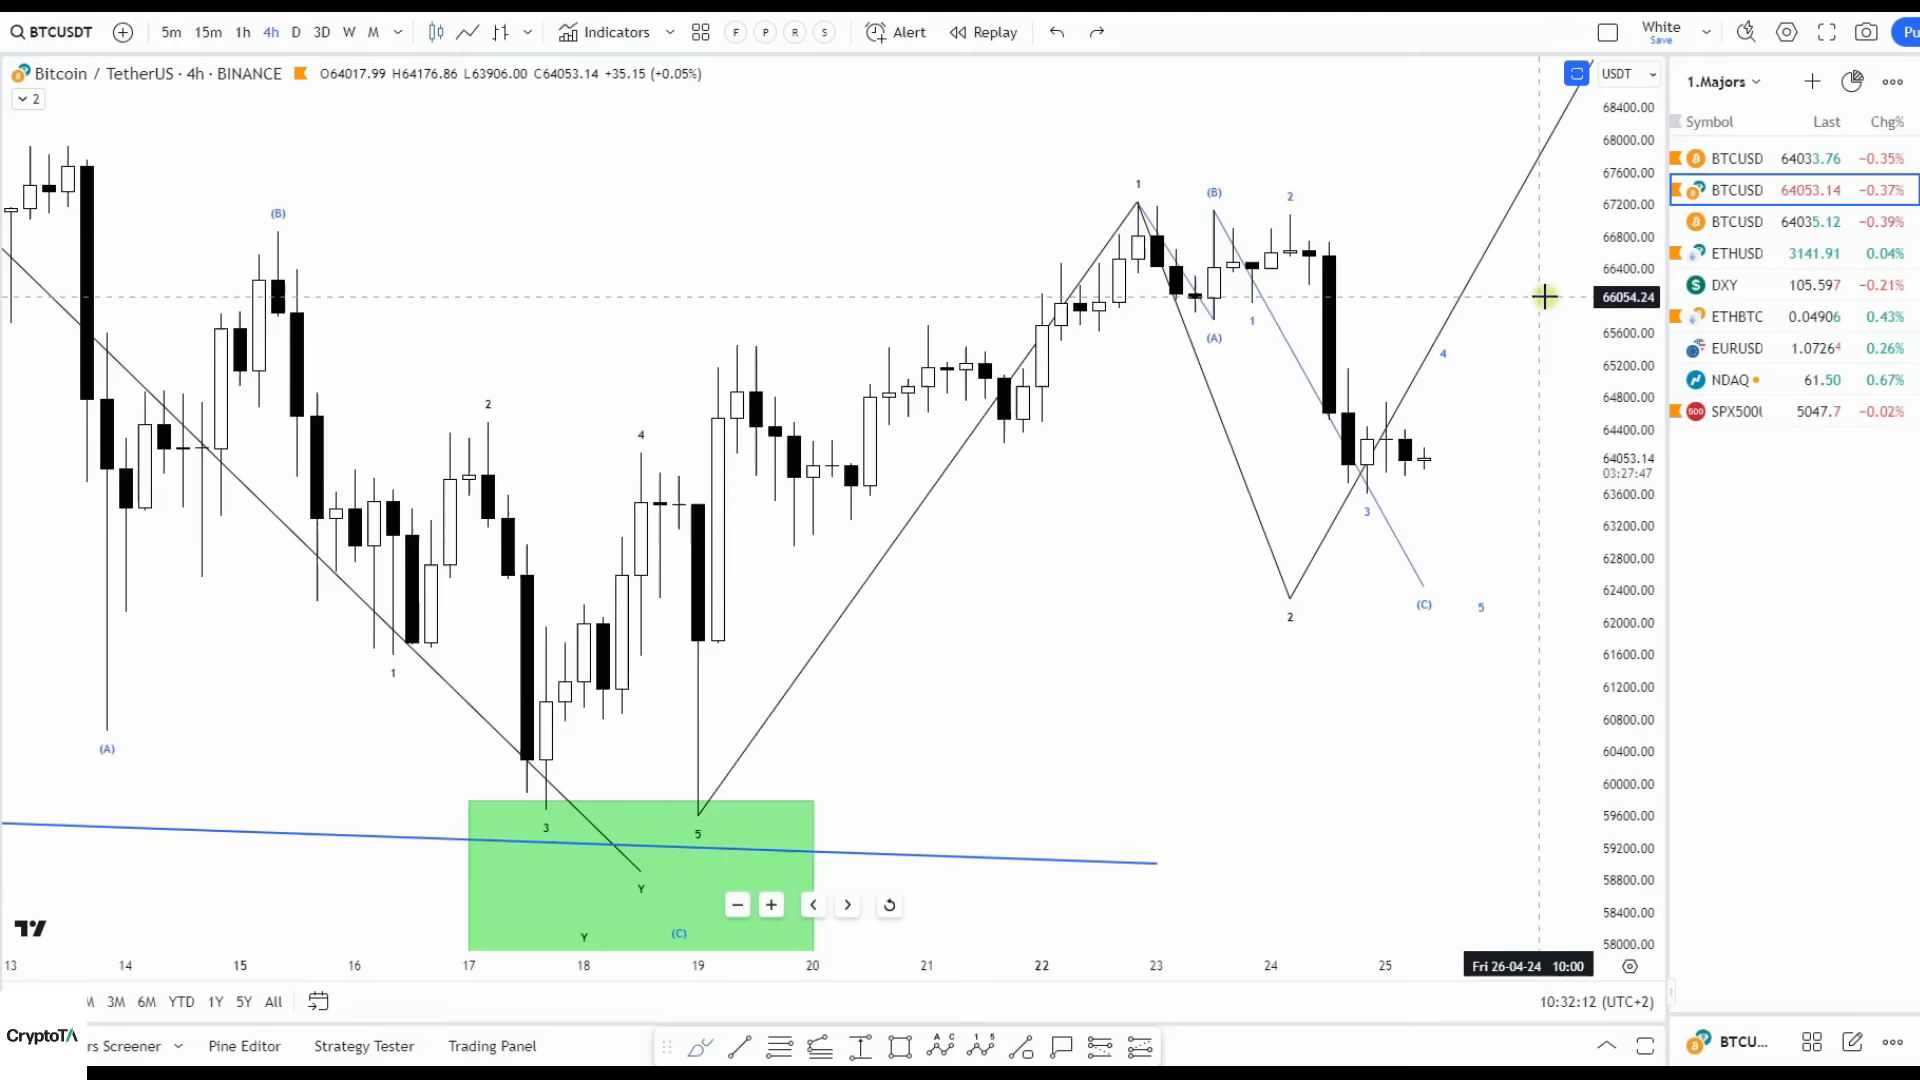 BTCUSDT 5m 15m 1h 4h D 3D W M Indicators F P R S Alert Replay White Pu
Save
Bitcoin / TetherUS · 4h · BINANCE O64017.99 H64176.86 L63906.00 C64053.14 +35.15 (+0.05%) USDT
2
1.Majors
Symbol Last Chg%
BTCUSD 64033.76 −0.35%
BTCUSD 64053.14 −0.37%
BTCUSD 64035.12 −0.39%
ETHUSD 3141.91 0.04%
DXY 105.597 −0.21%
ETHBTC 0.04906 0.43%
EURUSD 1.07264 0.26%
NDAQ 61.50 0.67%
SPX500 5047.7 −0.02%
68400.00
68000.00
67600.00
67200.00
66800.00
66400.00
66054.24
65600.00
65200.00
64800.00
64400.00
64053.14
03:27:47
63600.00
63200.00
62800.00
62400.00
62000.00
61600.00
61200.00
60800.00
60400.00
60000.00
59600.00
59200.00
58800.00
58400.00
58000.00
1
(B)
2
(B)
(A)
1
4
2
4
3
(C)
5
2
1
(A)
3
5
Y
Y
(C)
13 14 15 16 17 18 19 20 21 22 23 24 25 Fri 26-04-24 10:00
3M 6M YTD 1Y 5Y All 10:32:12 (UTC+2)
CryptoTA rs Screener Pine Editor Strategy Tester Trading Panel BTCU...